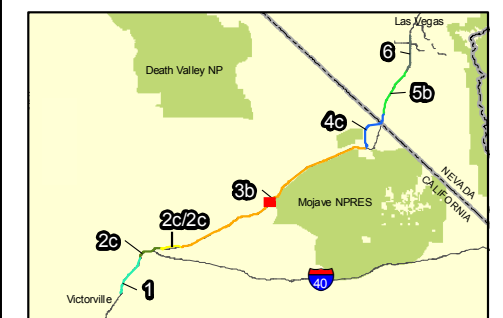 Las Vegas
6
Death Valley NP
5b
4c
NEVADA
CALIFORNIA
3b
Mojave NPRES
2c/2c
2c
40
1
Victorville